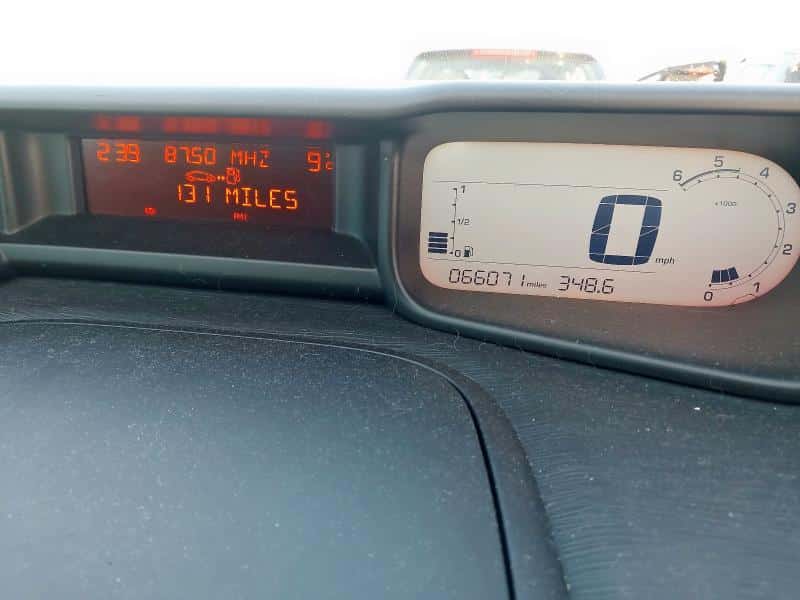 2:39 87.50 MHZ 9°C
131 MILES
FM1
1
1/2
0
0 mph
066071 miles 348.6
6 5 4 3 2 1 0
x1000